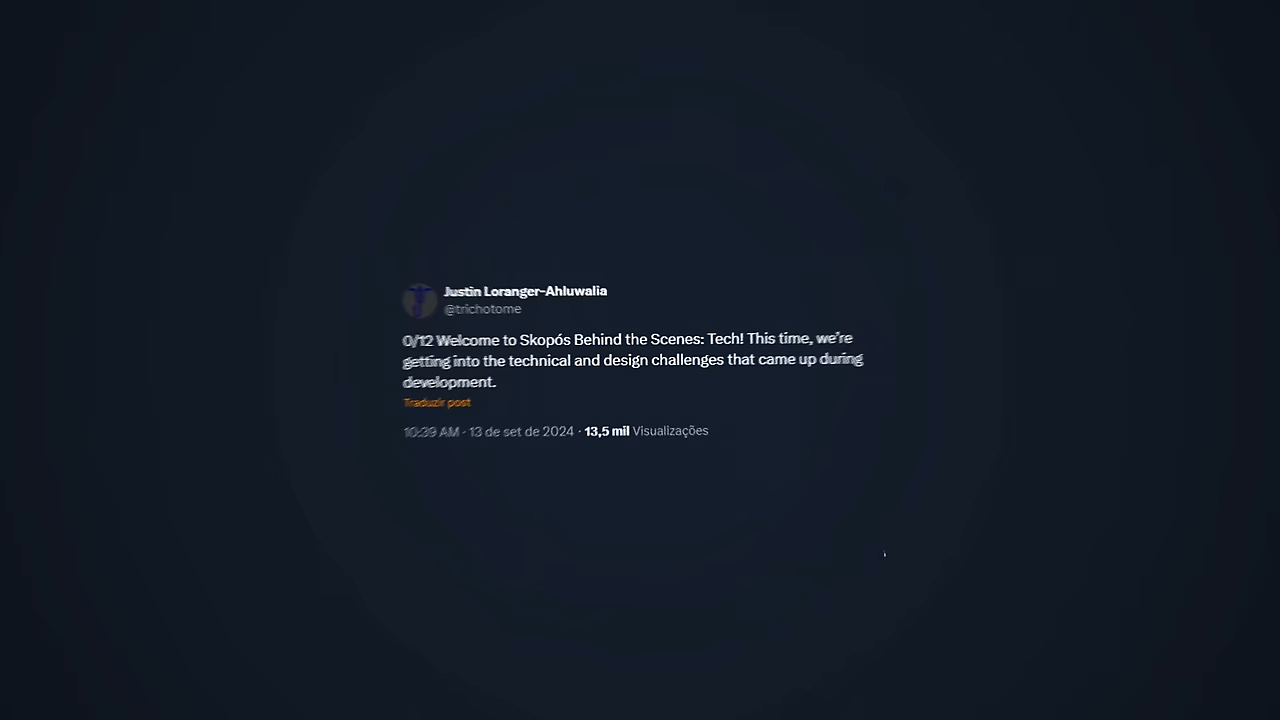 Justin Loranger-Ahluwalia
@trichotome
0/12 Welcome to Skopós Behind the Scenes: Tech! This time, we're
getting into the technical and design challenges that came up during
development.
Traduzir post
10:39 AM · 13 de set de 2024 · 13,5 mil Visualizações